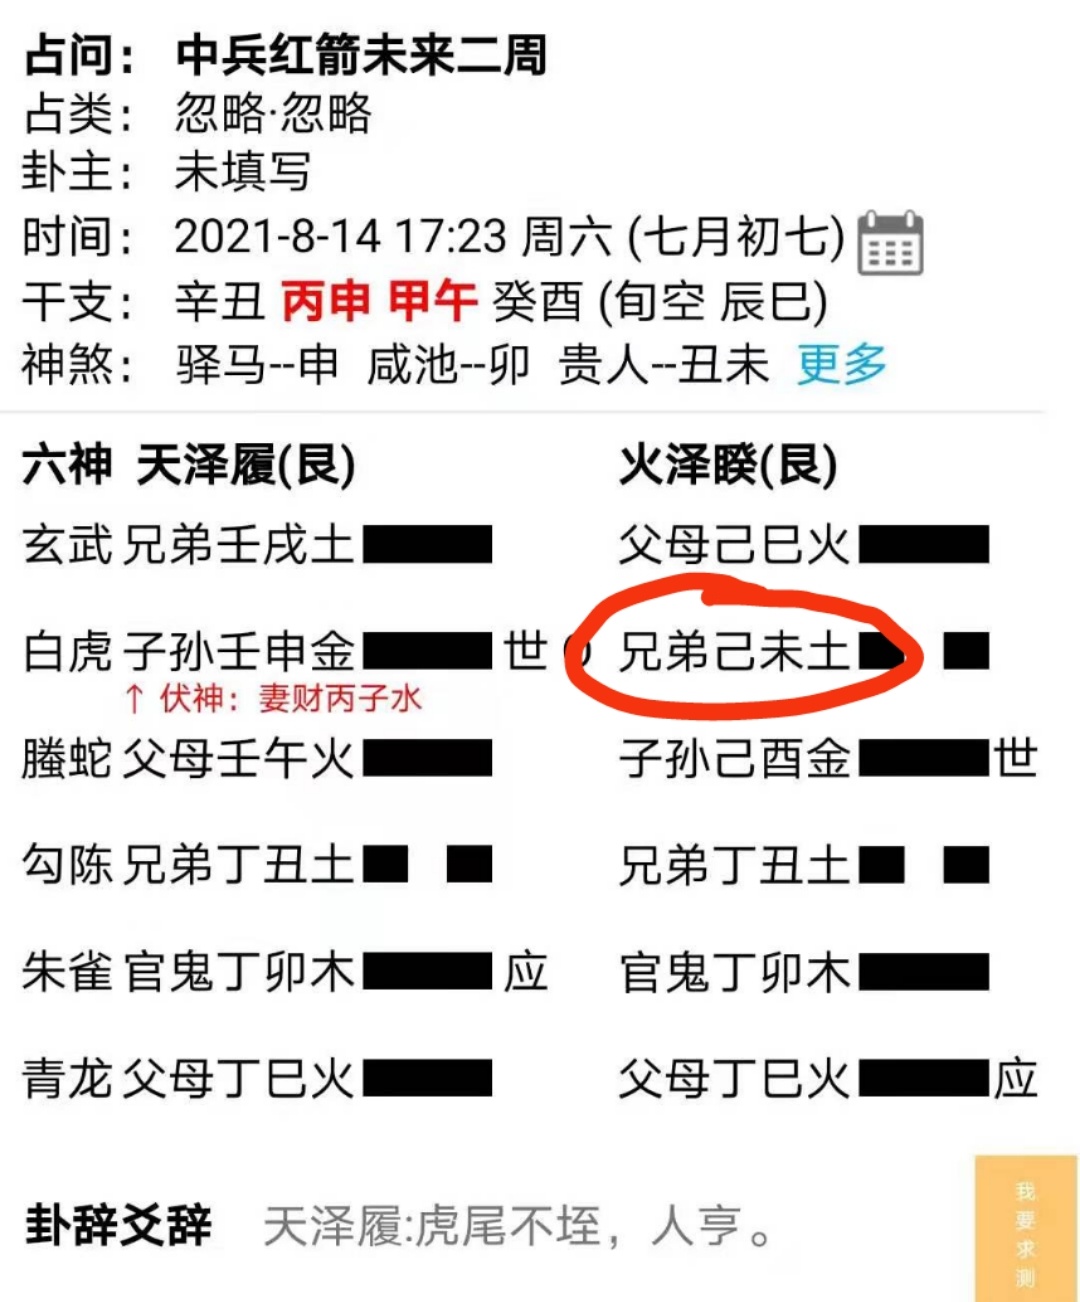 占问： 中兵红箭未来二周
占类： 忽略·忽略
卦主： 未填写
时间： 2021-8-14 17:23 周六 (七月初七)
干支： 辛丑 丙申 甲午 癸酉 (旬空 辰巳)
神煞： 驿马--申 咸池--卯 贵人--丑未 更多
六神 天泽履(艮) 火泽睽(艮)
玄武 兄弟壬戌土 父母己巳火
白虎 子孙壬申金 世 O 兄弟己未土
↑ 伏神：妻财丙子水
螣蛇 父母壬午火 子孙己酉金 世
勾陈 兄弟丁丑土 兄弟丁丑土
朱雀 官鬼丁卯木 应 官鬼丁卯木
青龙 父母丁巳火 父母丁巳火 应
卦辞爻辞 天泽履:虎尾不垤，人亨。
我要求测